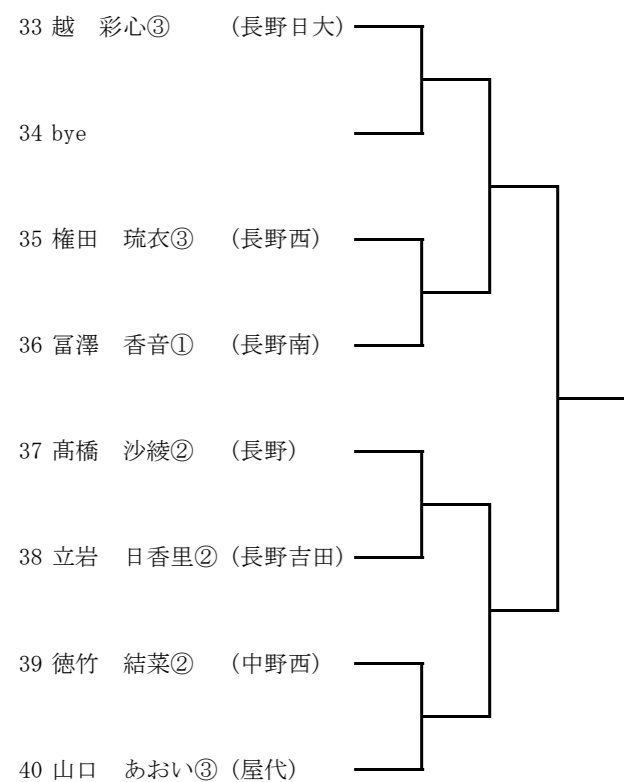 33 越　彩心③　(長野日大)
34 bye
35 権田　琉衣③　(長野西)
36 冨澤　香音①　(長野南)
37 髙橋　沙綾②　(長野)
38 立岩　日香里②　(長野吉田)
39 徳竹　結菜②　(中野西)
40 山口　あおい③　(屋代)